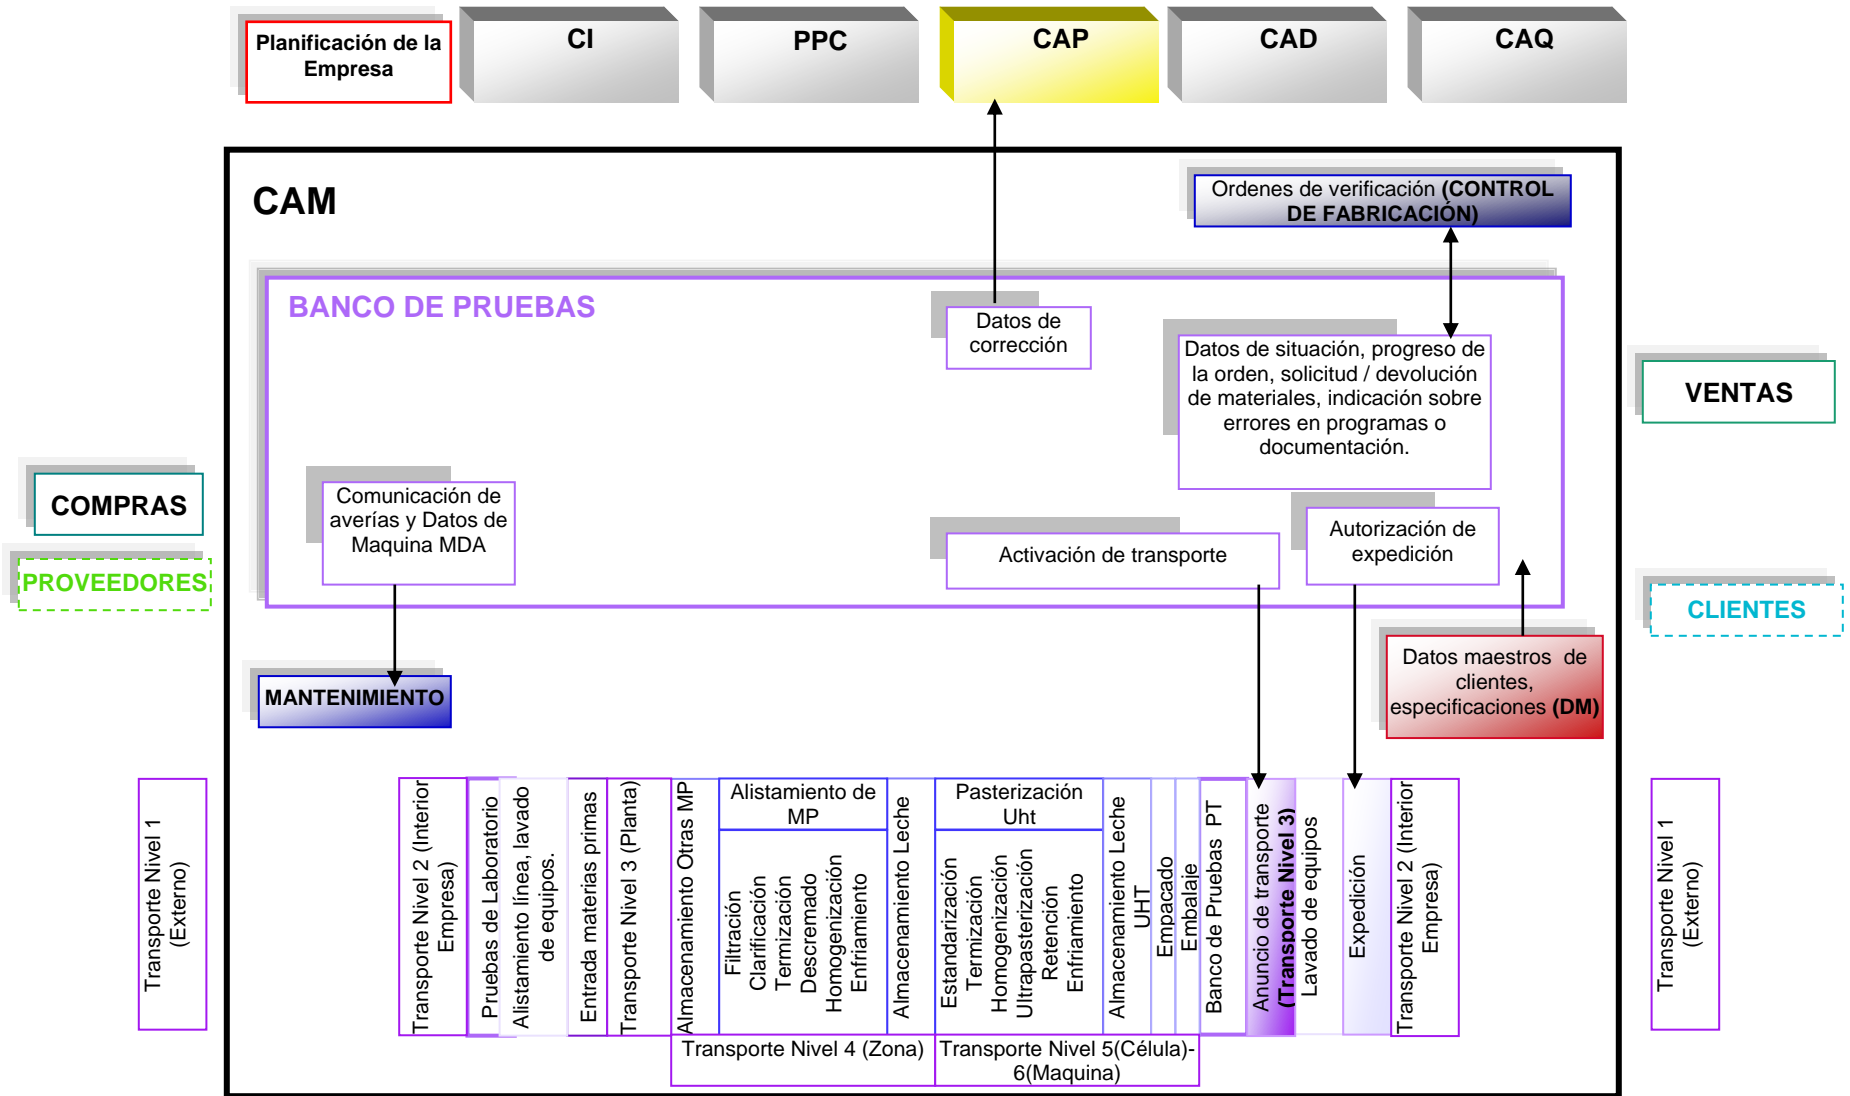 Planificación de la
Empresa
CI
PPC
CAP
CAD
CAQ
CAM
Ordenes de verificación (CONTROL
DE FABRICACIÓN)
BANCO DE PRUEBAS
Datos de
corrección
Datos de situación, progreso de
la orden, solicitud / devolución
de materiales, indicación sobre
errores en programas o
documentación.
VENTAS
COMPRAS
PROVEEDORES
Comunicación de
averías y Datos de
Maquina MDA
Activación de transporte
Autorización de
expedición
CLIENTES
MANTENIMIENTO
Datos maestros de
clientes,
especificaciones (DM)
Transporte Nivel 1
(Externo)
Transporte Nivel 2 (Interior
Empresa)
Pruebas de Laboratorio
Alistamiento línea, lavado
de equipos.
Entrada materias primas
Transporte Nivel 3 (Planta)
Almacenamiento Otras MP
Alistamiento de
MP
Filtración
Clarificación
Termización
Descremado
Homogenización
Enfriamiento
Almacenamiento Leche
Pasterización
Uht
Estandarización
Termización
Homogenización
Ultrapasterización
Retención
Enfriamiento
Almacenamiento Leche
UHT
Empacado
Embalaje
Banco de Pruebas PT
Anuncio de transporte
(Transporte Nivel 3)
Lavado de equipos
Expedición
Transporte Nivel 2 (Interior
Empresa)
Transporte Nivel 1
(Externo)
Transporte Nivel 4 (Zona)
Transporte Nivel 5(Célula)-
6(Maquina)